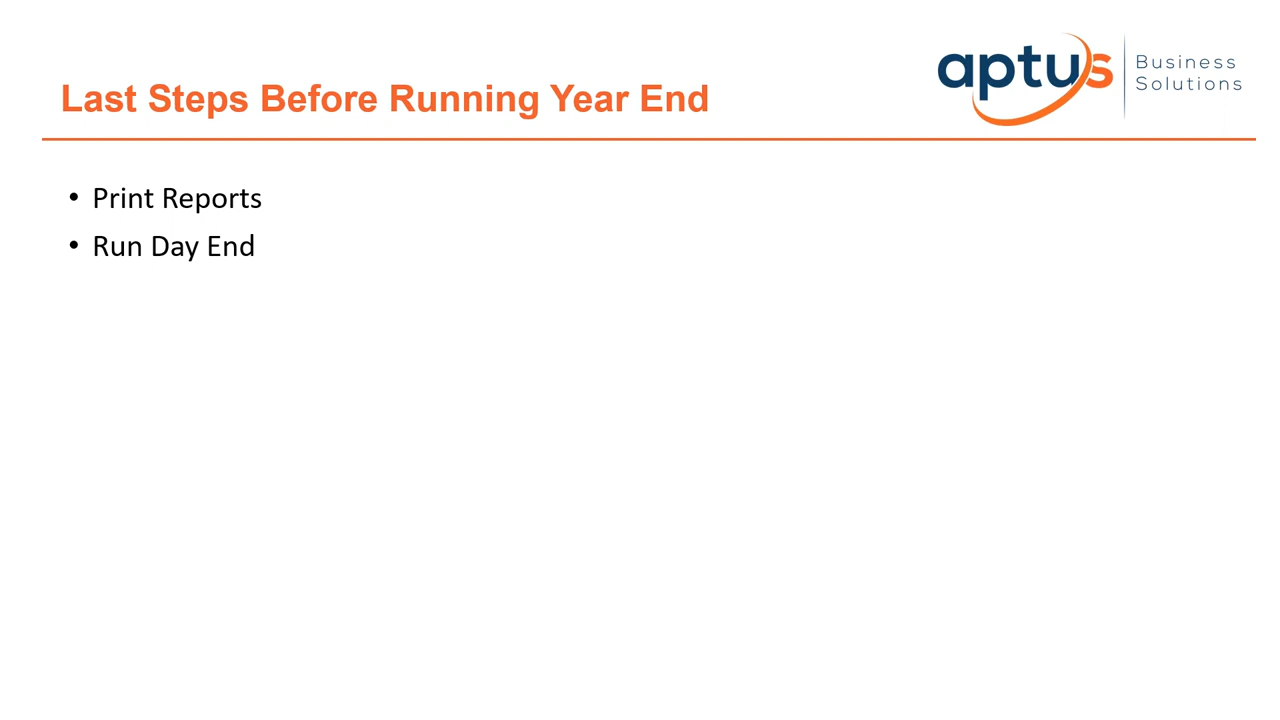 aptus
Business
Solutions
Last Steps Before Running Year End
• Print Reports
• Run Day End